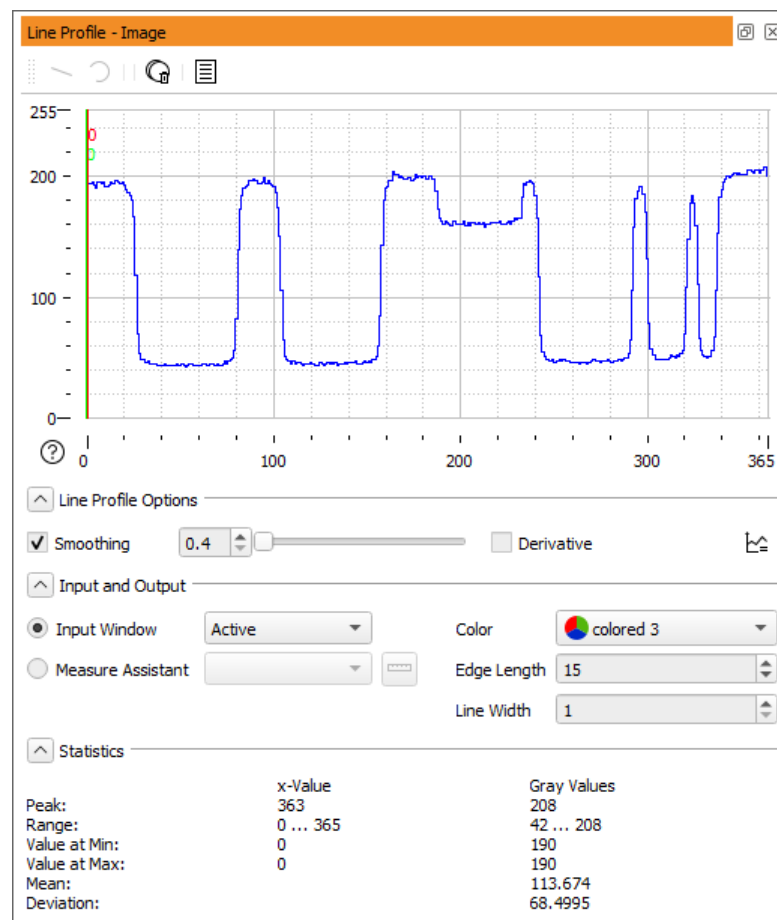 Line Profile - Image
255
0
0
200
100
0
0 100 200 300 365
Line Profile Options
Smoothing 0.4 Derivative
Input and Output
Input Window Active Color colored 3
Measure Assistant Edge Length 15
Line Width 1
Statistics
x-Value Gray Values
Peak: 363 208
Range: 0 ... 365 42 ... 208
Value at Min: 0 190
Value at Max: 0 190
Mean: 113.674
Deviation: 68.4995